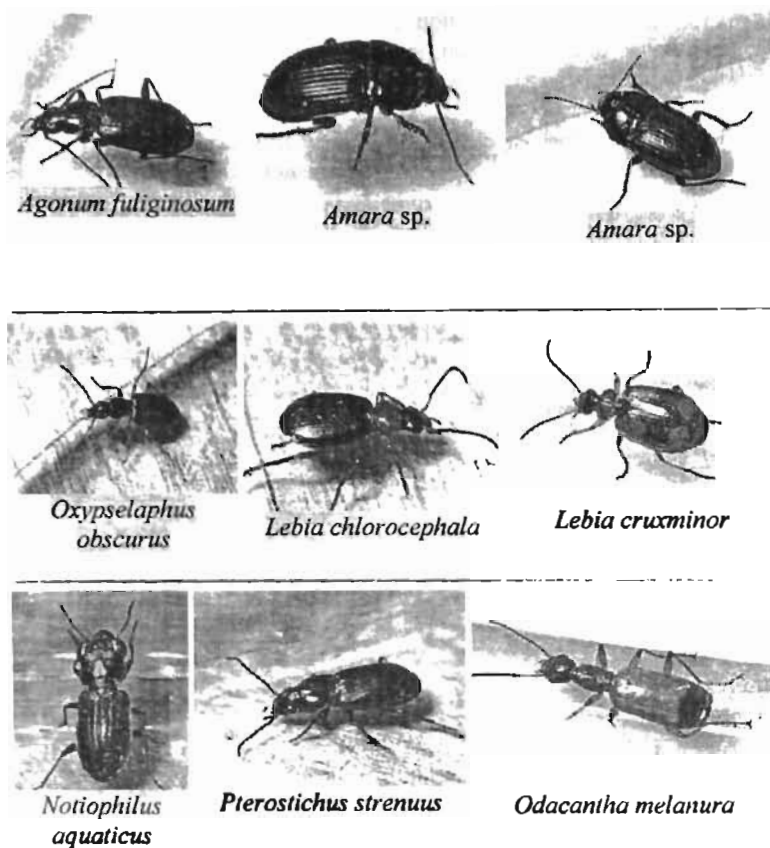 Agonum fuliginosum
Amara sp.
Amara sp.
Oxypselaphus
obscurus
Lebia chlorocephala
Lebia cruxminor
Notiophilus
aquaticus
Pterostichus strenuus
Odacantha melanura